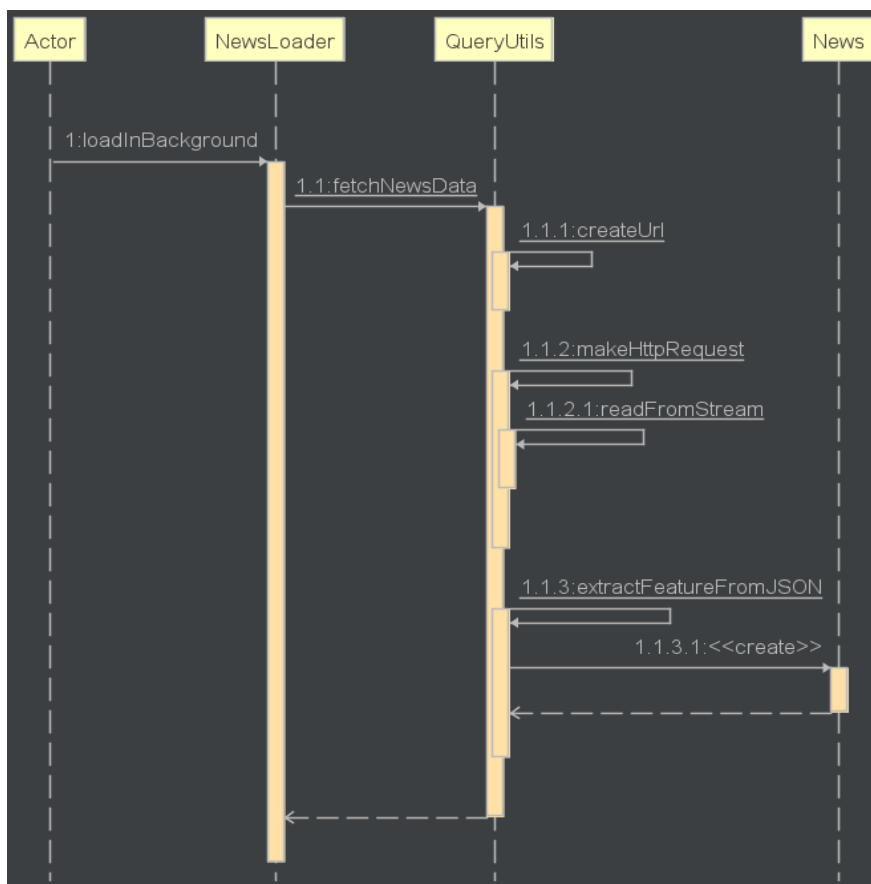 Actor
NewsLoader
QueryUtils
News
1:loadInBackground
1.1:fetchNewsData
1.1.1:createUrl
1.1.2:makeHttpRequest
1.1.2.1:readFromStream
1.1.3:extractFeatureFromJSON
1.1.3.1:<<create>>